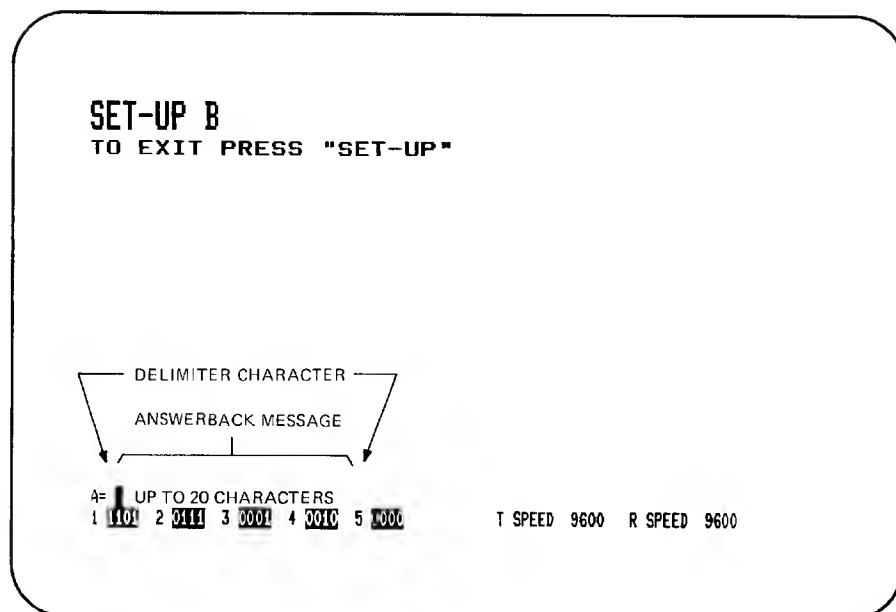 SET-UP B
TO EXIT PRESS "SET-UP"
DELIMITER CHARACTER
ANSWERBACK MESSAGE
A= UP TO 20 CHARACTERS
1 1101 2 0111 3 0001 4 0010 5 0000 T SPEED 9600 R SPEED 9600